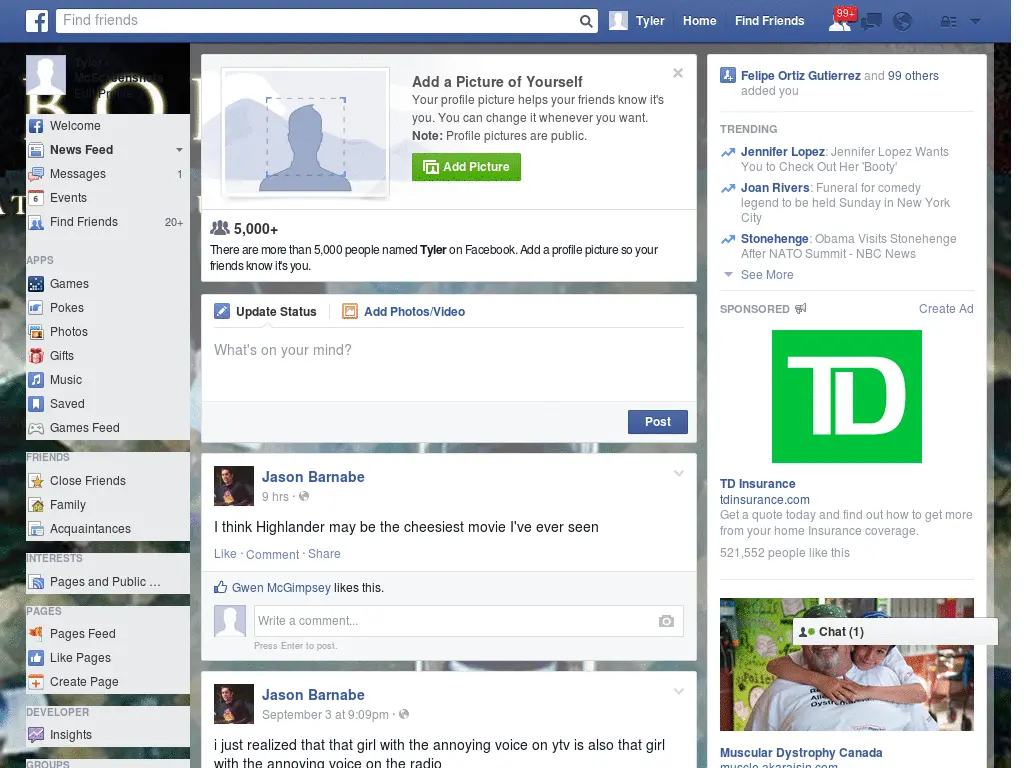 Find friends
Tyler
Home
Find Friends
99+
Tyler
McScreenshots
Edit Profile
Welcome
News Feed
Messages 1
6 Events
Find Friends 20+
APPS
Games
Pokes
Photos
Gifts
Music
Saved
Games Feed
FRIENDS
Close Friends
Family
Acquaintances
INTERESTS
Pages and Public ...
PAGES
Pages Feed
Like Pages
Create Page
DEVELOPER
Insights
GROUPS
Add a Picture of Yourself
Your profile picture helps your friends know it's
you. You can change it whenever you want.
Note: Profile pictures are public.
Add Picture
5,000+
There are more than 5,000 people named Tyler on Facebook. Add a profile picture so your
friends know it's you.
Update Status
Add Photos/Video
What's on your mind?
Post
Jason Barnabe
9 hrs ·
I think Highlander may be the cheesiest movie I've ever seen
Like · Comment · Share
Gwen McGimpsey likes this.
Write a comment...
Press Enter to post.
Jason Barnabe
September 3 at 9:09pm ·
i just realized that that girl with the annoying voice on ytv is also that girl
with the annoying voice on the radio
Felipe Ortiz Gutierrez and 99 others
added you
TRENDING
Jennifer Lopez: Jennifer Lopez Wants
You to Check Out Her 'Booty'
Joan Rivers: Funeral for comedy
legend to be held Sunday in New York
City
Stonehenge: Obama Visits Stonehenge
After NATO Summit - NBC News
See More
SPONSORED
Create Ad
TD
TD Insurance
tdinsurance.com
Get a quote today and find out how to get more
from your home Insurance coverage.
521,552 people like this
Chat (1)
Muscular Dystrophy Canada
muscle.akaraisin.com